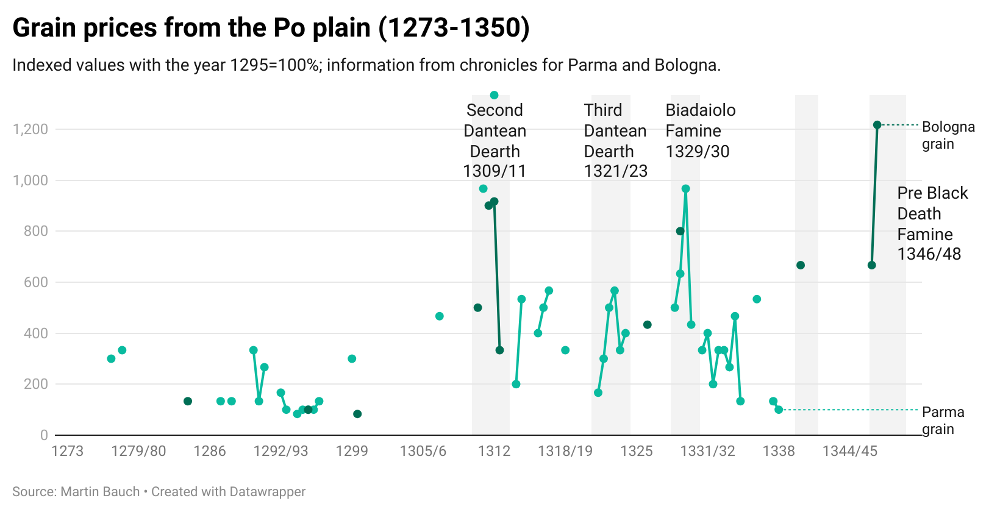 Grain prices from the Po plain (1273-1350)
Indexed values with the year 1295=100%; information from chronicles for Parma and Bologna.
Second
Dantean
Dearth
1309/11
Third
Dantean
Dearth
1321/23
Biadaiolo
Famine
1329/30
Bologna
grain
Pre Black
Death
Famine
1346/48
Parma
grain
1,200
1,000
800
600
400
200
0
1273
1279/80
1286
1292/93
1299
1305/6
1312
1318/19
1325
1331/32
1338
1344/45
Source: Martin Bauch • Created with Datawrapper